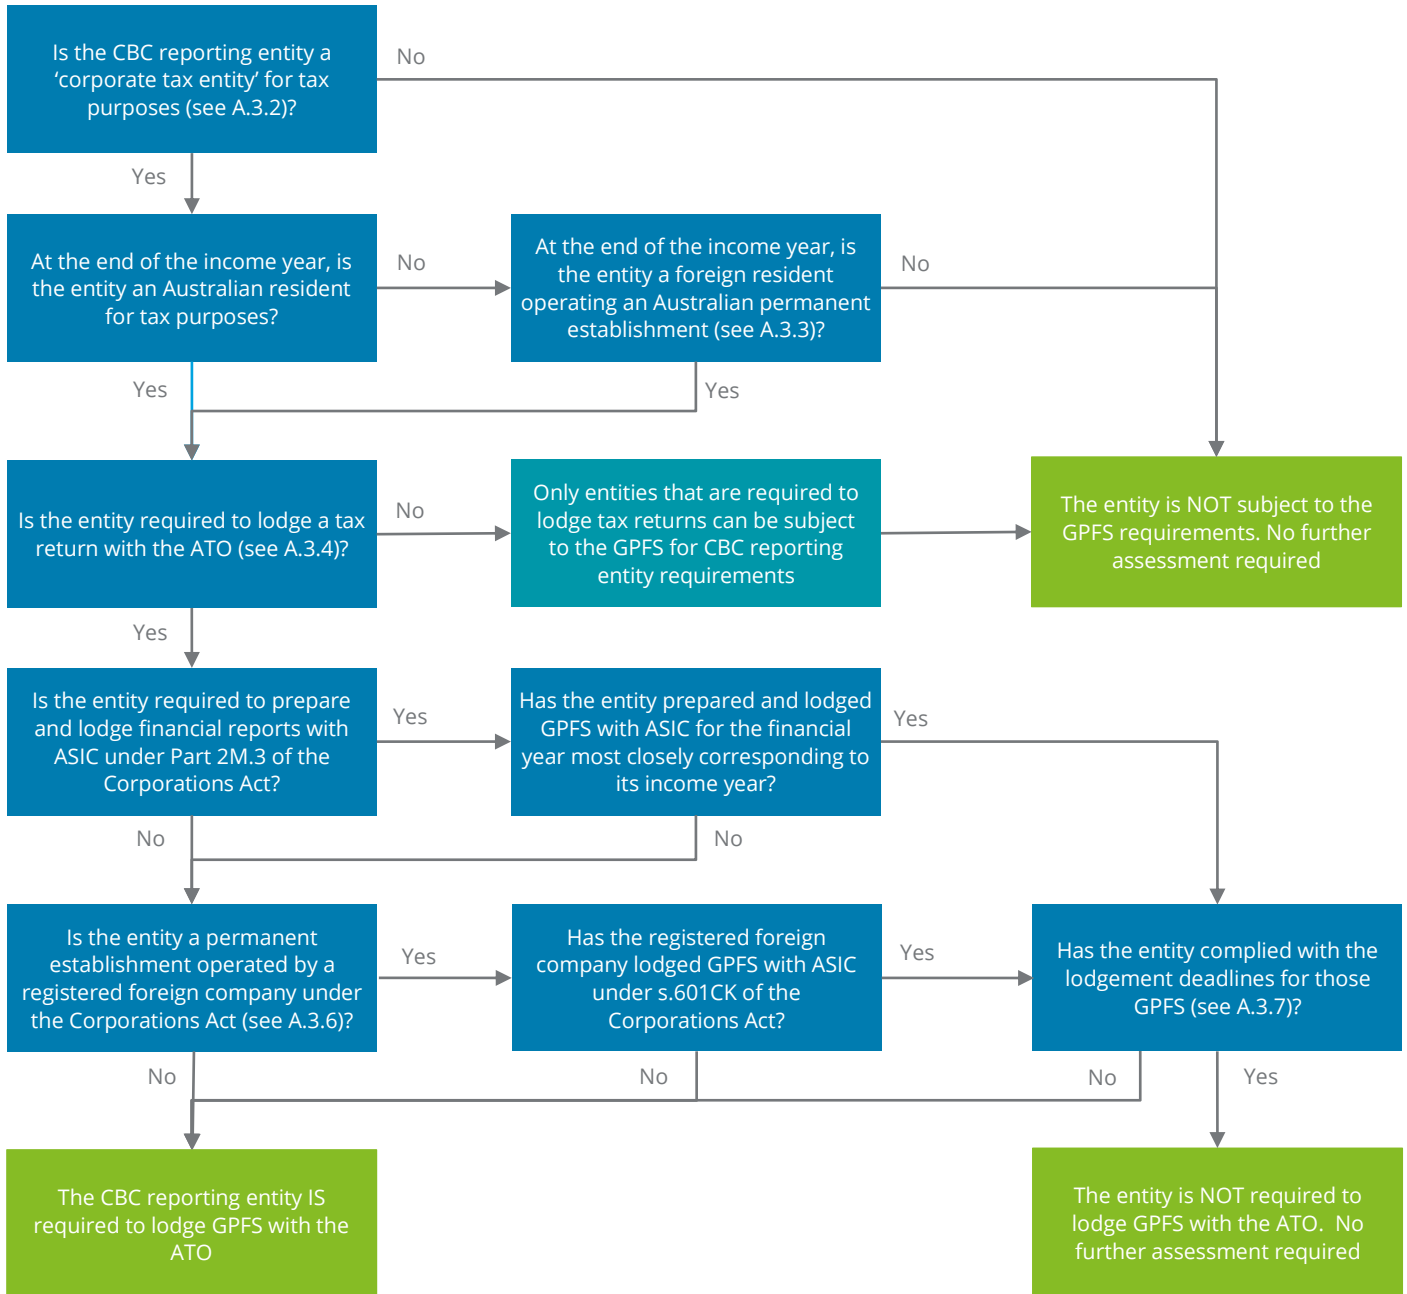 Is the CBC reporting entity a
‘corporate tax entity’ for tax
purposes (see A.3.2)?
No
Yes
At the end of the income year, is
the entity an Australian resident
for tax purposes?
No
At the end of the income year, is
the entity a foreign resident
operating an Australian permanent
establishment (see A.3.3)?
No
Yes
Yes
Is the entity required to lodge a tax
return with the ATO (see A.3.4)?
No
Only entities that are required to
lodge tax returns can be subject
to the GPFS for CBC reporting
entity requirements
The entity is NOT subject to the
GPFS requirements. No further
assessment required
Yes
Is the entity required to prepare
and lodge financial reports with
ASIC under Part 2M.3 of the
Corporations Act?
Yes
Has the entity prepared and lodged
GPFS with ASIC for the financial
year most closely corresponding to
its income year?
Yes
No
No
Is the entity a permanent
establishment operated by a
registered foreign company under
the Corporations Act (see A.3.6)?
Yes
Has the registered foreign
company lodged GPFS with ASIC
under s.601CK of the
Corporations Act?
Yes
Has the entity complied with the
lodgement deadlines for those
GPFS (see A.3.7)?
No
No
No
Yes
The CBC reporting entity IS
required to lodge GPFS with the
ATO
The entity is NOT required to
lodge GPFS with the ATO. No
further assessment required